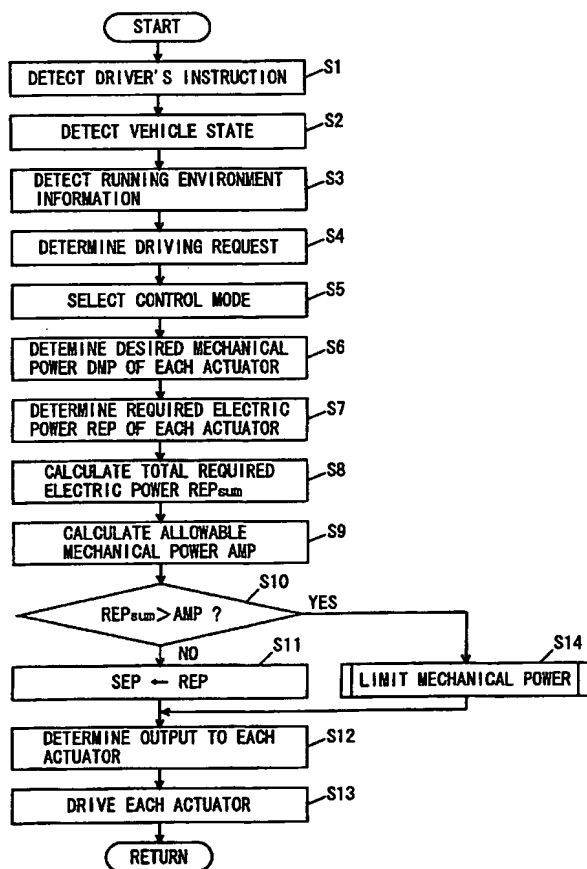 START
DETECT DRIVER'S INSTRUCTION
S1
DETECT VEHICLE STATE
S2
DETECT RUNNING ENVIRONMENT
INFORMATION
S3
DETERMINE DRIVING REQUEST
S4
SELECT CONTROL MODE
S5
DETEMINE DESIRED MECHANICAL
POWER DMP OF EACH ACTUATOR
S6
DETERMINE REQUIRED ELECTRIC
POWER REP OF EACH ACTUATOR
S7
CALCULATE TOTAL REQUIRED
ELECTRIC POWER REPsum
S8
CALCULATE ALLOWABLE
MECHANICAL POWER AMP
S9
REPsum>AMP ?
S10
YES
NO
SEP ← REP
S11
LIMIT MECHANICAL POWER
S14
DETERMINE OUTPUT TO EACH
ACTUATOR
S12
DRIVE EACH ACTUATOR
S13
RETURN